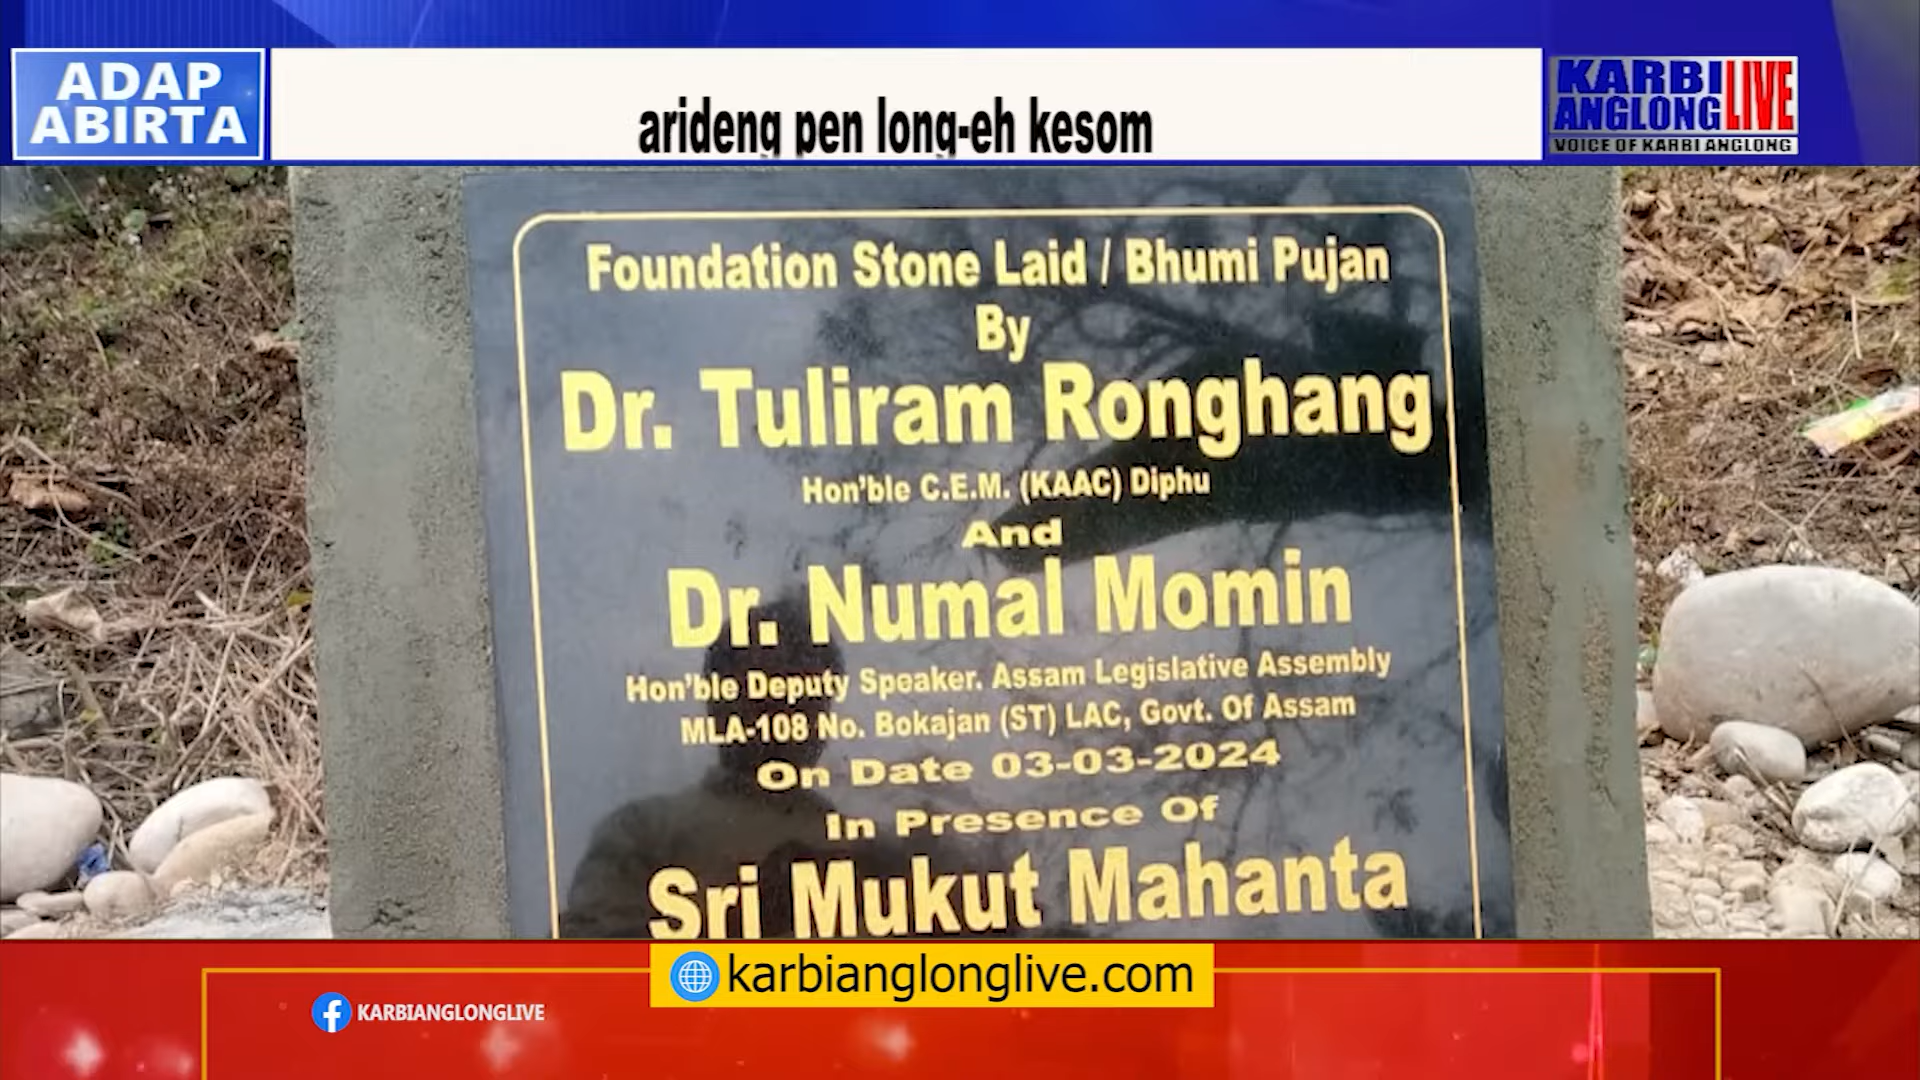 ADAP
ABIRTA
arideng pen long-eh kesom
KARBI
ANGLONG
LIVE
VOICE OF KARBI ANGLONG
Foundation Stone Laid / Bhumi Pujan
By
Dr. Tuliram Ronghang
Hon'ble C.E.M. (KAAC) Diphu
And
Dr. Numal Momin
Hon'ble Deputy Speaker. Assam Legislative Assembly
MLA-108 No. Bokajan (ST) LAC, Govt. Of Assam
On Date 03-03-2024
In Presence Of
Sri Mukut Mahanta
karbianglonglive.com
KARBIANGLONGLIVE